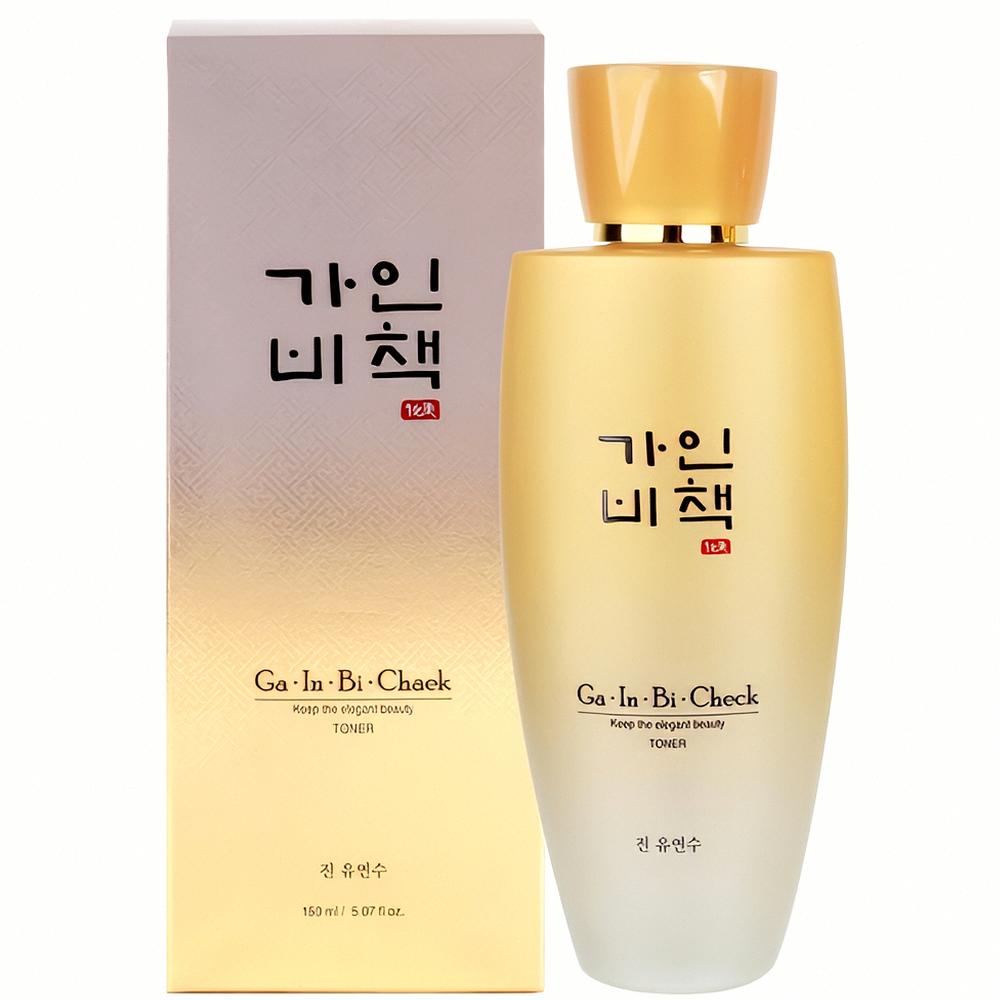 가인
비책
Ga·In·Bi·Chaek
Keep the elegant beauty
TONER
진 유연수
150 ml / 5.07 fl oz.
가인
비책
Ga·In·Bi·Check
Keep the elegant beauty
TONER
진 유연수